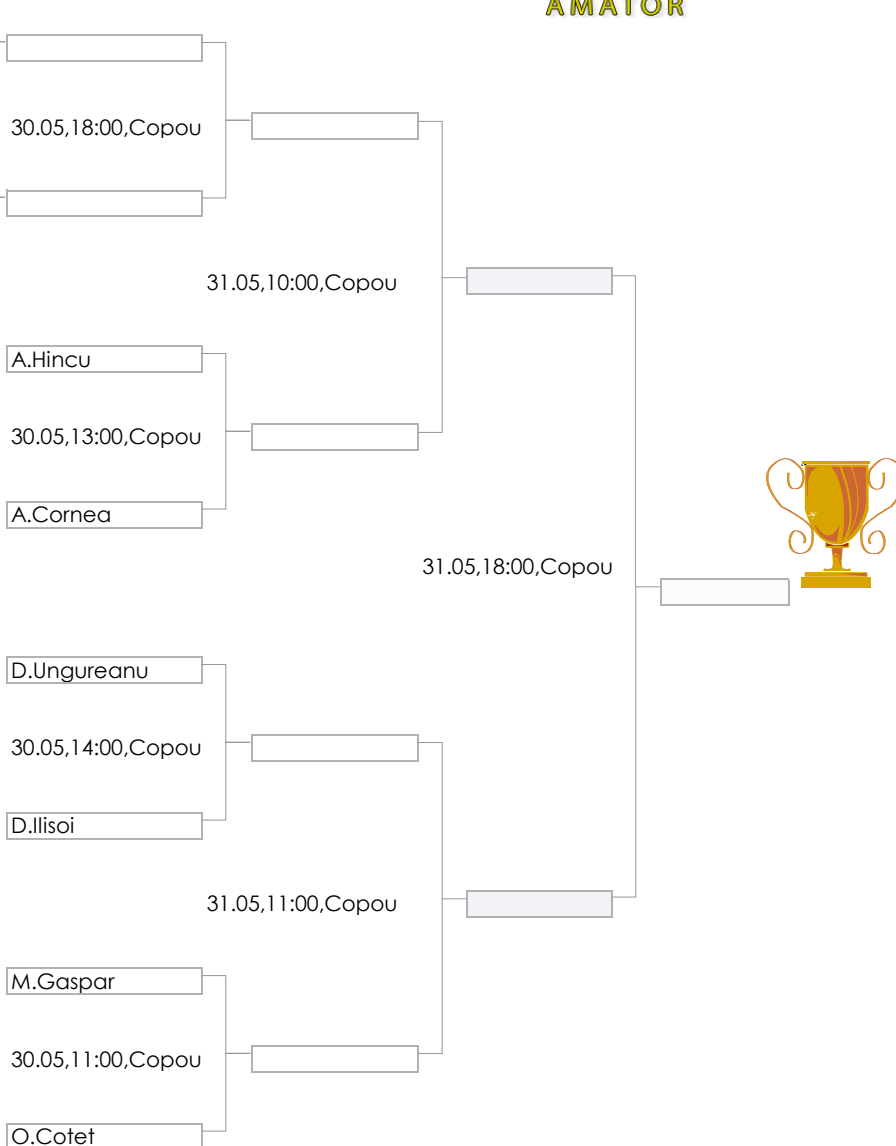 AMATOR
30.05,18:00,Copou
31.05,10:00,Copou
A.Hincu
30.05,13:00,Copou
A.Cornea
31.05,18:00,Copou
D.Ungureanu
30.05,14:00,Copou
D.Ilisoi
31.05,11:00,Copou
M.Gaspar
30.05,11:00,Copou
O.Cotet